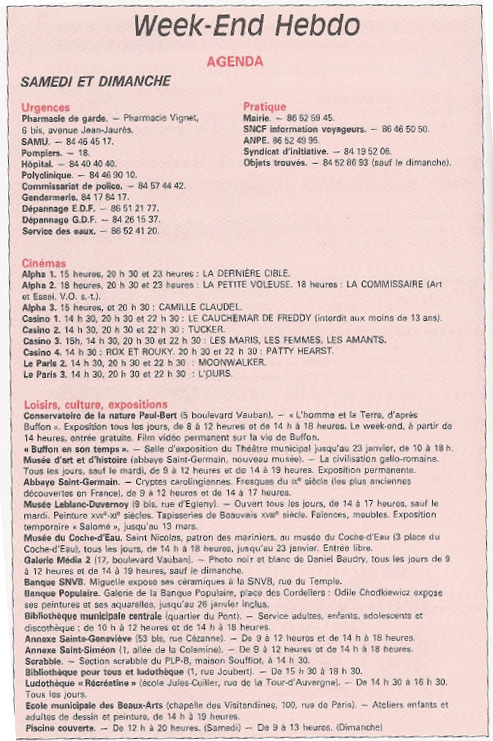 Week-End Hebdo
AGENDA
SAMEDI ET DIMANCHE
Urgences
Pharmacie de garde. — Pharmacie Vignet,
6 bis, avenue Jean-Jaurès.
SAMU. — 84 46 45 17.
Pompiers. — 18.
Hôpital. — 84 40 40 40.
Polyclinique. — 84 46 90 10.
Commissariat de police. — 84 57 44 42.
Gendarmerie. 84 17 84 17.
Dépannage E.D.F. — 86 51 21 77.
Dépannage G.D.F. — 84 26 15 37.
Service des eaux. — 86 52 41 20.
Pratique
Mairie. — 86 52 59 45.
SNCF information voyageurs. — 86 46 50 50.
ANPE. 86 52 49 95.
Syndicat d'initiative. — 84 19 52 06.
Objets trouvés. — 84 52 86 93 (sauf le dimanche).
Cinémas
Alpha 1. 15 heures, 20 h 30 et 23 heures : LA DERNIÈRE CIBLE.
Alpha 2. 18 heures, 20 h 30 et 23 heures : LA PETITE VOLEUSE. 18 heures : LA COMMISSAIRE (Art
et Essai. V.O. s.-t.).
Alpha 3. 15 heures, et 20 h 30 : CAMILLE CLAUDEL.
Casino 1. 14 h 30, 20 h 30 et 22 h 30 : LE CAUCHEMAR DE FREDDY (interdit aux moins de 13 ans).
Casino 2. 14 h 30, 20 h 30 et 22 h 30 : TUCKER.
Casino 3. 15h, 14 h 30, 20 h 30 et 22 h 30 : LES MARIS, LES FEMMES, LES AMANTS.
Casino 4. 14 h 30 ; ROX ET ROUKY. 20 h 30 et 22 h 30 : PATTY HEARST.
Le Paris 2. 14 h 30, 20 h 30 et 22 h 30 : MOONWALKER.
Le Paris 3. 14 h 30, 20 h 30 et 22 h 30 : L'OURS.
Loisirs, culture, expositions
Conservatoire de la nature Paul-Bert (5 boulevard Vauban). — « L'homme et la Terre, d'après
Buffon ». Exposition tous les jours, de 8 à 12 heures et de 14 h à 18 heures. Le week-end, à partir de
14 heures, entrée gratuite. Film vidéo permanent sur la vie de Buffon.
« Buffon en son temps ». — Salle d'exposition du Théâtre municipal jusqu'au 23 janvier, de 10 à 18 h.
Musée d'art et d'histoire (abbaye Saint-Germain, nouveau musée). — La civilisation gallo-romaine.
Tous les jours, sauf le mardi, de 9 à 12 heures et de 14 à 19 heures. Exposition permanente.
Abbaye Saint-Germain. — Cryptes carolingiennes. Fresques du IXe siècle (les plus anciennes
découvertes en France), de 9 à 12 heures et de 14 à 17 heures.
Musée Leblanc-Duvernoy (9 bis, rue d'Egleny). — Ouvert tous les jours, de 14 à 17 heures, sauf le
mardi. Peinture XVIe-XIe siècles. Tapisseries de Beauvais XVIIIe siècle. Faïences, meubles. Exposition
temporaire « Salomé », jusqu'au 13 mars.
Musée du Coche-d'Eau. Saint Nicolas, patron des mariniers, au musée du Coche-d'Eau (3 place du
Coche-d'Eau), tous les jours, de 14 h à 18 heures, jusqu'au 23 janvier. Entrée libre.
Galerie Média 2 (17, boulevard Vauban). — Photo noir et blanc de Daniel Baudry, tous les jours de 9
à 12 heures et de 14 à 19 heures, sauf le dimanche.
Banque SNVB. Miguelle expose ses céramiques à la SNVB, rue du Temple.
Banque Populaire. Galerie de la Banque Populaire, place des Cordeliers : Odile Chodkiewicz expose
ses peintures et ses aquarelles, jusqu'au 26 janvier inclus.
Bibliothèque municipale centrale (quartier du Pont). — Service adultes, enfants, adolescents et
discothèque : de 10 h à 12 heures et de 14 h à 18 heures.
Annexe Sainte-Geneviève (53 bis, rue Cézanne). — De 9 à 12 heures et de 14 h à 18 heures.
Annexe Saint-Siméon (1, allée de la Colemine). — De 9 à 12 heures et de 14 h à 18 heures.
Scrabble. — Section scrabble du PLP-B, maison Soufflot, à 14 h 30.
Bibliothèque pour tous et ludothèque (1, rue Joubert). — De 15 h 30 à 18 h 30.
Ludothèque « Récréatine » (école Jules-Cuiller, rue de la Tour-d'Auvergne). — De 14 h 30 à 16 h 30.
Tous les jours.
Ecole municipale des Beaux-Arts (chapelle des Visitandines, 100, rue de Paris). — Ateliers enfants et
adultes de dessin et peinture, de 14 h à 19 heures.
Piscine couverte. — De 12 h à 20 heures. (Samedi) — De 9 à 13 heures. (Dimanche)